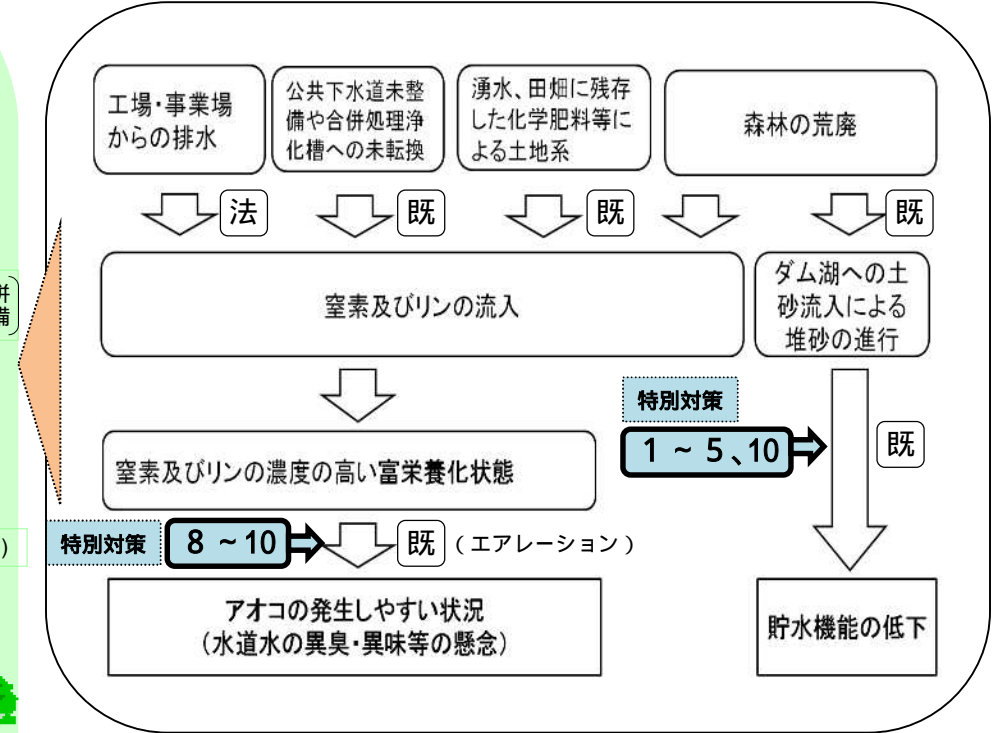 工場･事業場
からの排水
公共下水道未整
備や合併処理浄
化槽への未転換
湧水、田畑に残存
した化学肥料等に
よる土地系
森林の荒廃
法
既
既
既
併
備
窒素及びリンの流入
ダム湖への土
砂流入による
堆砂の進行
特別対策
1 ~ 5、10
既
窒素及びリンの濃度の高い富栄養化状態
)
特別対策
8 ~10
既
（エアレーション）
アオコの発生しやすい状況
（水道水の異臭･異味等の懸念）
貯水機能の低下